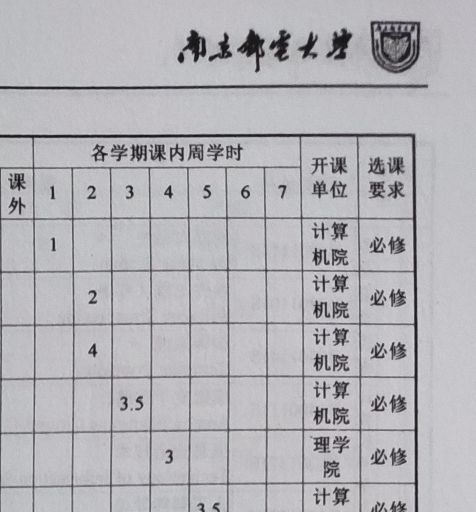 南京邮电大学
各学期课内周学时
课外 1 2 3 4 5 6 7 开课单位 选课要求
1 计算机院 必修
2 计算机院 必修
4 计算机院 必修
3.5 计算机院 必修
3 理学院 必修
3.5 计算 必修